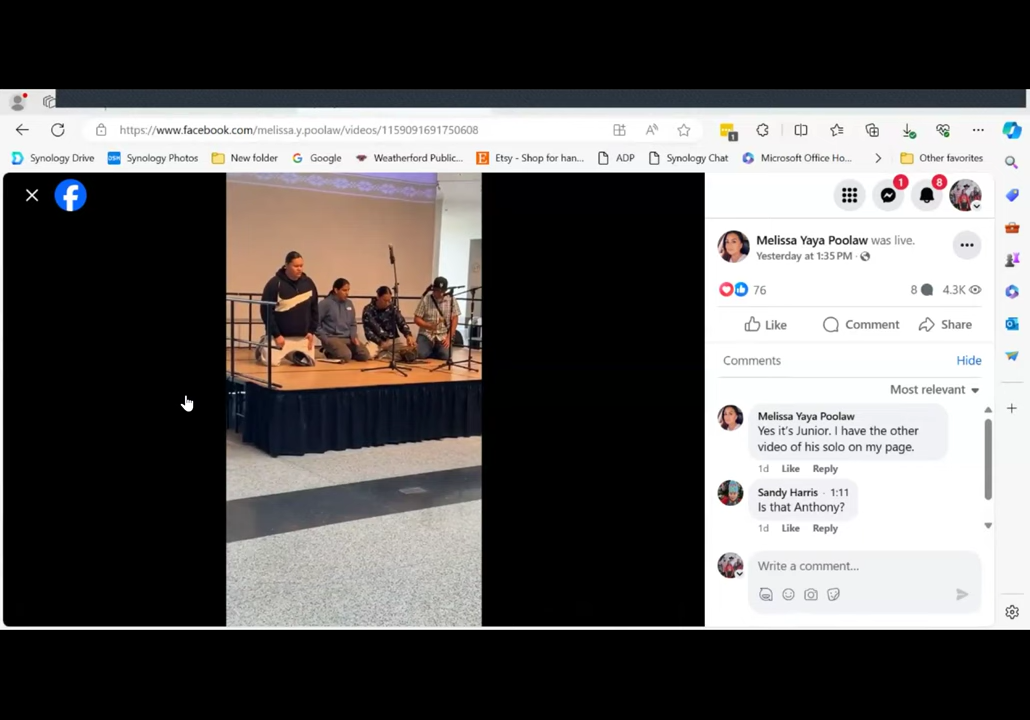 https://www.facebook.com/melissa.y.poolaw/videos/1159091691750608
1
Synology Drive
DSM
Synology Photos
New folder
Google
Weatherford Public...
Etsy - Shop for han...
ADP
Synology Chat
Microsoft Office Ho...
Other favorites
1
8
Melissa Yaya Poolaw was live.
Yesterday at 1:35 PM ·
76
8
4.3K
Like
Comment
Share
Comments
Hide
Most relevant
Melissa Yaya Poolaw
Yes it's Junior. I have the other
video of his solo on my page.
1d Like Reply
Sandy Harris · 1:11
Is that Anthony?
1d Like Reply
Write a comment...